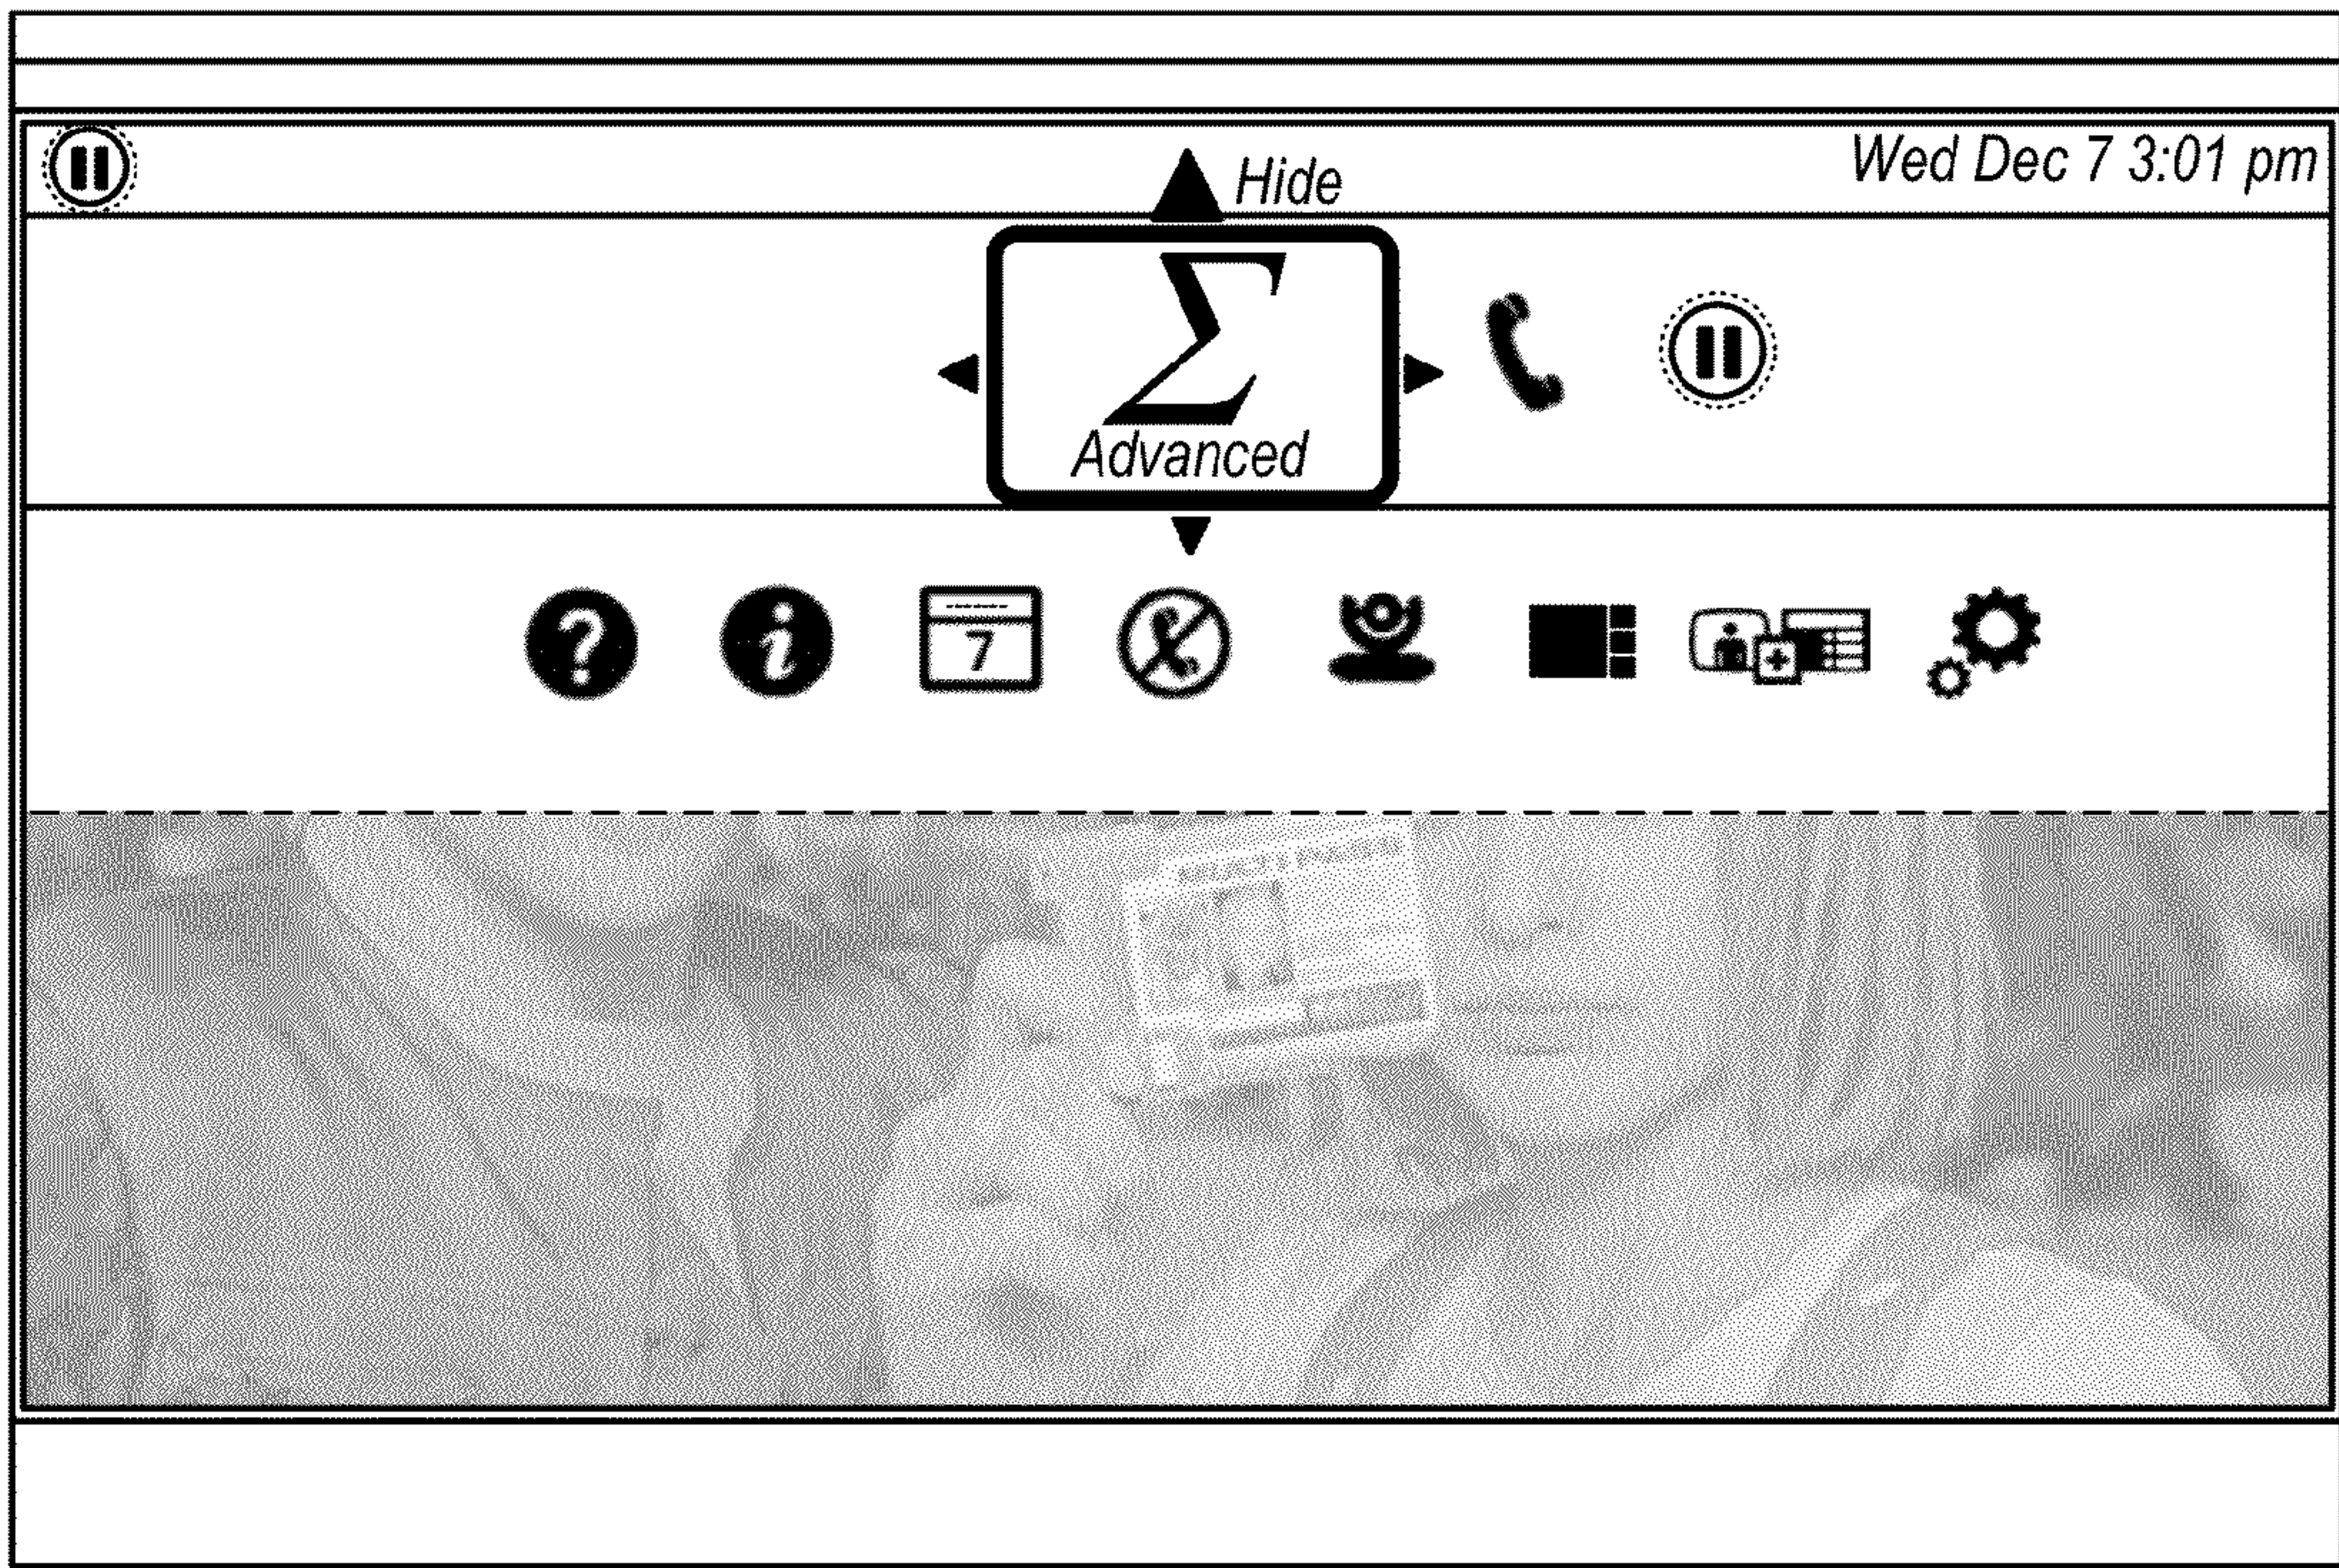 Wed Dec 7 3:01 pm
Hide
Σ
Advanced
? i 7